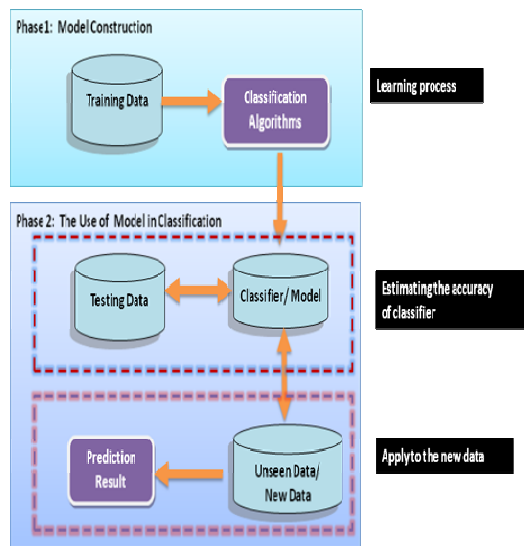 Phase1: Model Construction
Training Data
Classification
Algorithms
Learning process
Phase 2: The Use of Model in Classification
Testing Data
Classifier/ Model
Estimating the accuracy
of classifier
Prediction
Result
Unseen Data/
New Data
Apply to the new data